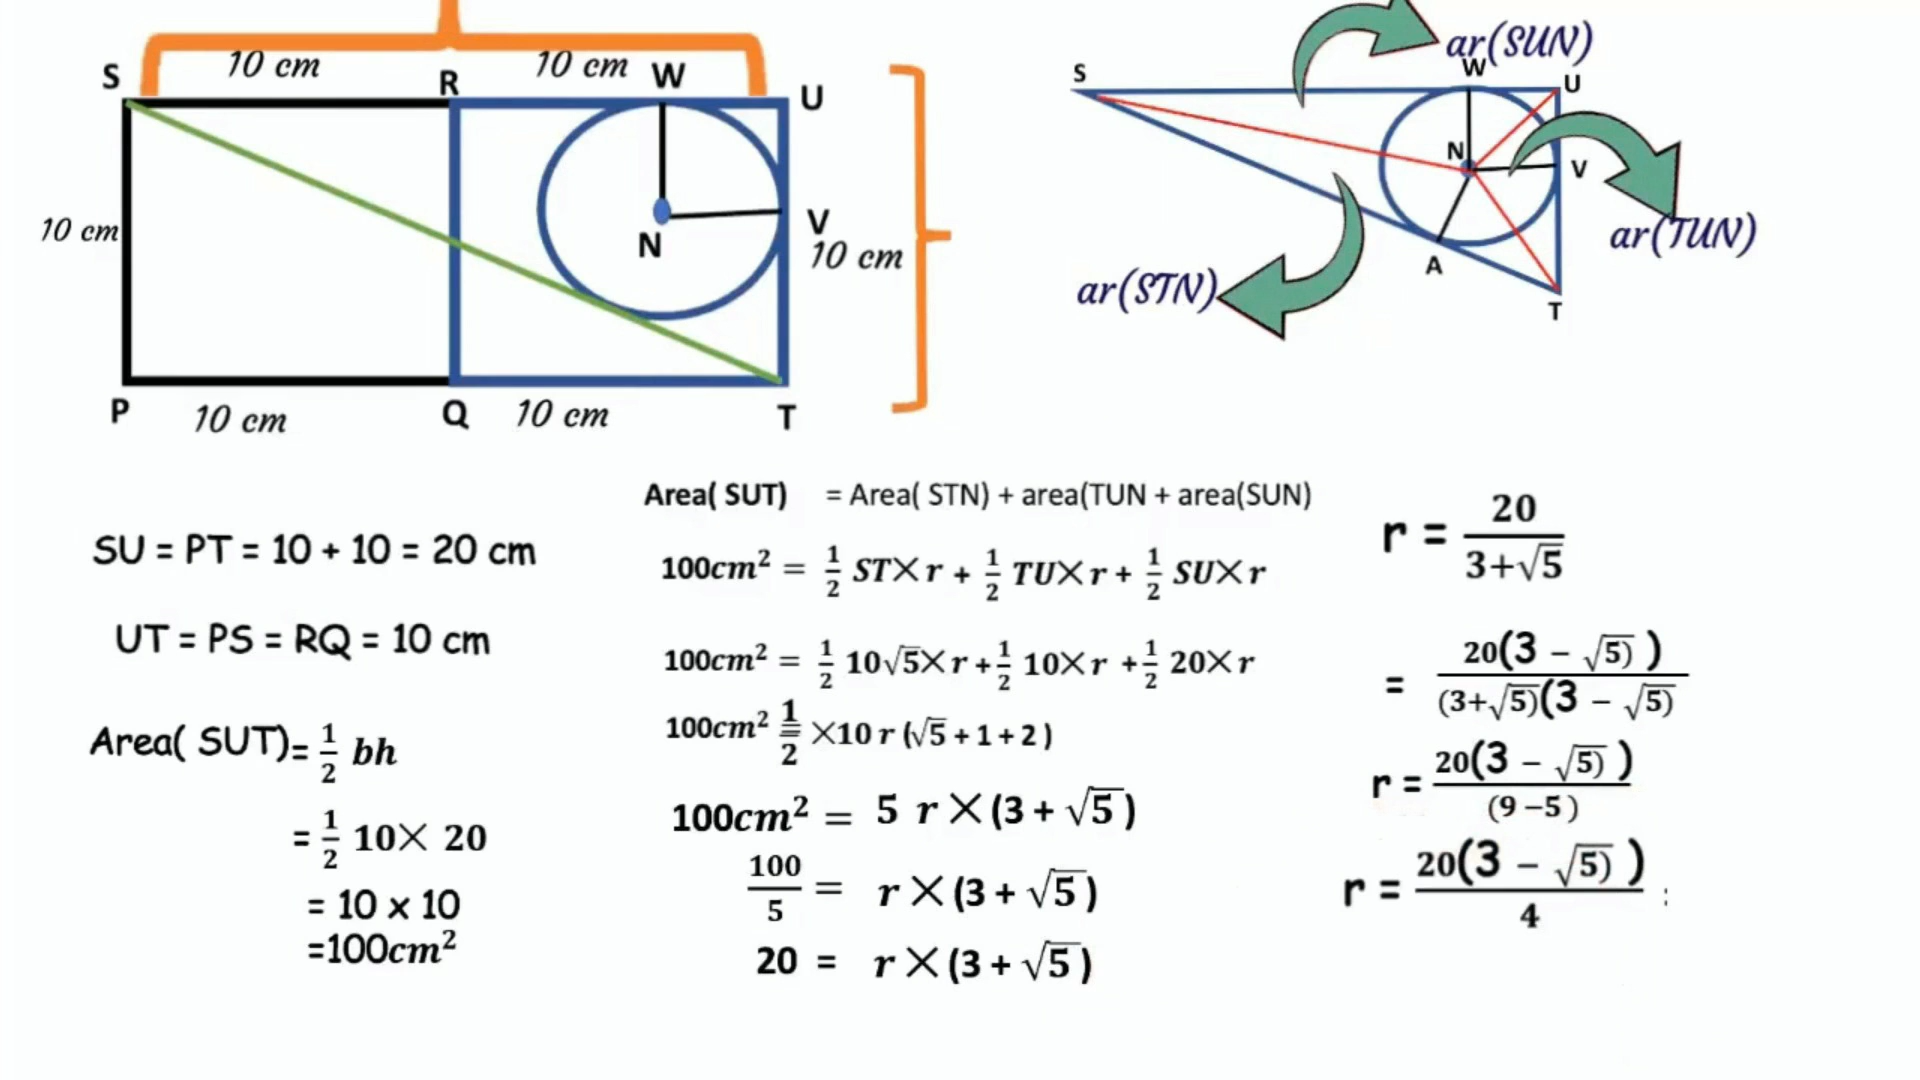 10 cm
10 cm
S
R
W
U
10 cm
N
V
10 cm
P
10 cm
Q
10 cm
T
ar(SUN)
S
W
U
N
V
ar(TUN)
A
ar(STN)
T
SU = PT = 10 + 10 = 20 cm
UT = PS = RQ = 10 cm
Area( SUT)= 1/2 bh
= 1/2 10× 20
= 10 x 10
=100cm²
Area( SUT) = Area( STN) + area(TUN + area(SUN)
100cm² = 1/2 ST×r + 1/2 TU×r + 1/2 SU×r
100cm² = 1/2 10√5×r +1/2 10×r +1/2 20×r
100cm² = 1/2 ×10 r (√5 + 1 + 2 )
100cm² = 5 r ×(3 + √5 )
100/5 = r ×(3 + √5 )
20 = r ×(3 + √5 )
r = 20/3+√5
= 20(3 − √5) )/(3+√5)(3 − √5)
r = 20(3 − √5) )/(9 −5 )
r = 20(3 − √5) )/4 :